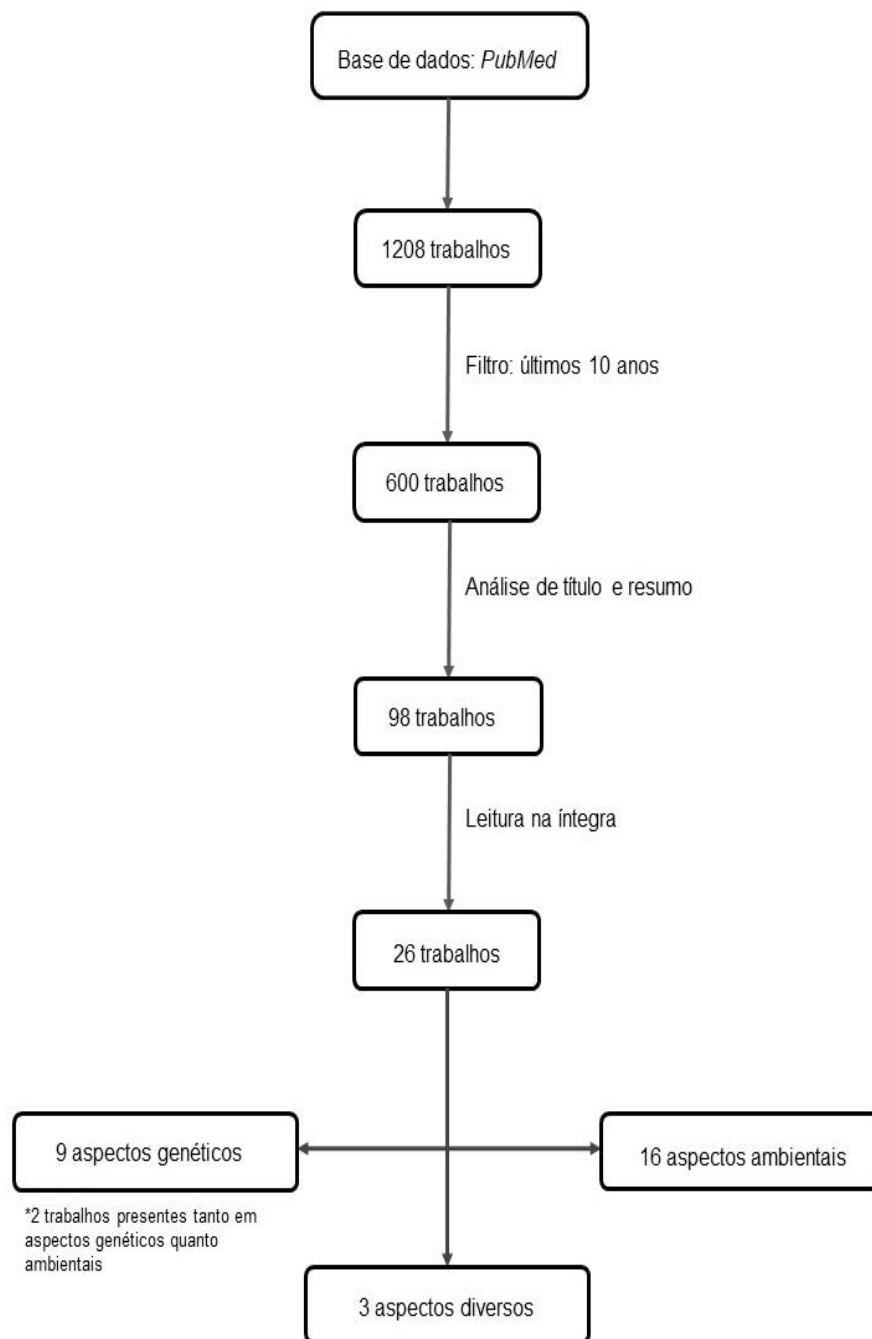 Base de dados: PubMed
1208 trabalhos
Filtro: últimos 10 anos
600 trabalhos
Análise de título e resumo
98 trabalhos
Leitura na íntegra
26 trabalhos
9 aspectos genéticos
16 aspectos ambientais
*2 trabalhos presentes tanto em
aspectos genéticos quanto
ambientais
3 aspectos diversos